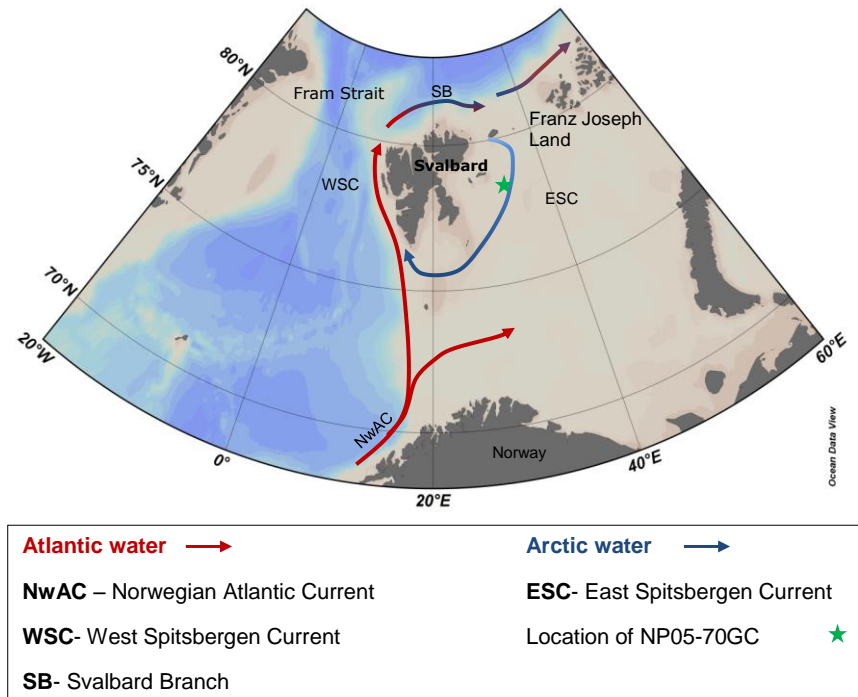 80°N
Fram Strait
SB
Franz Joseph
Land
Svalbard
75°N
WSC
ESC
70°N
20°W
60°E
NwAC
Norway
0°
40°E
20°E
Ocean Data View
Atlantic water
Arctic water
NwAC – Norwegian Atlantic Current
ESC- East Spitsbergen Current
WSC- West Spitsbergen Current
Location of NP05-70GC
SB- Svalbard Branch